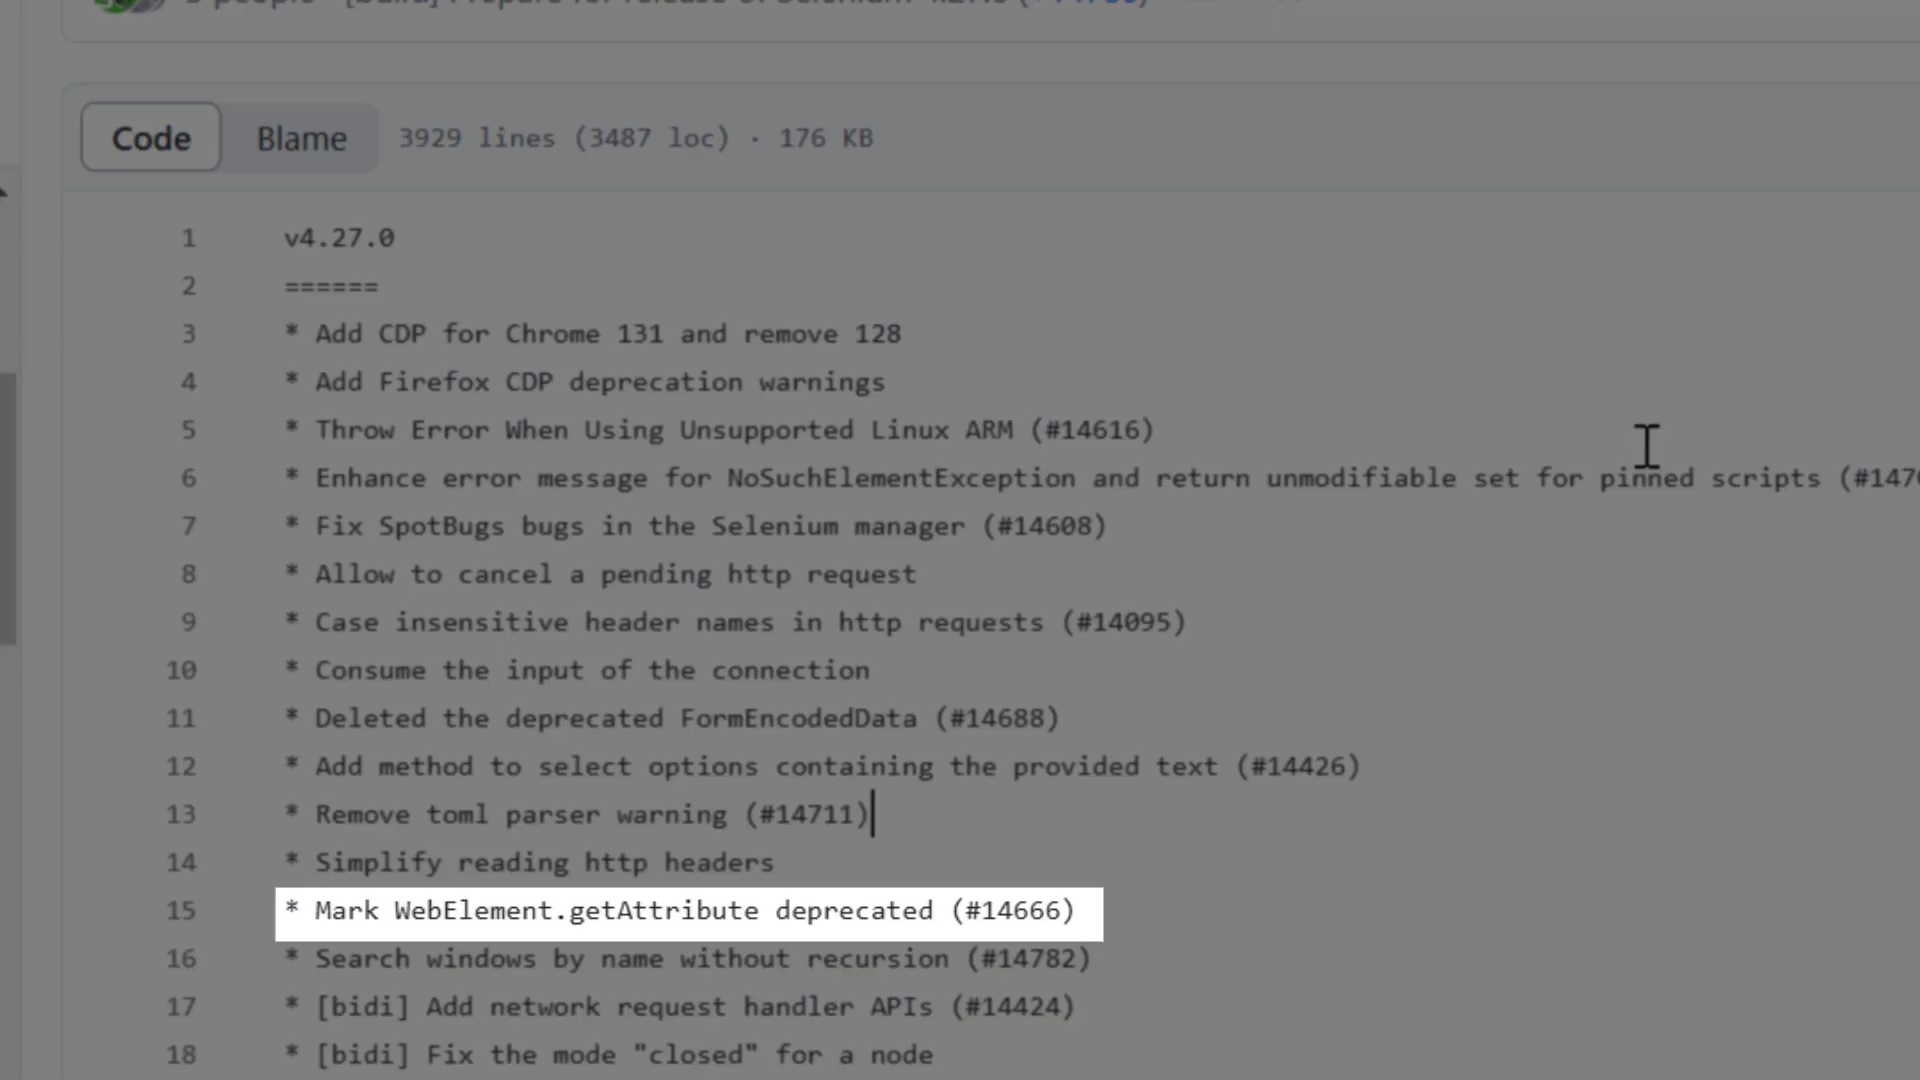 Code Blame 3929 lines (3487 loc) · 176 KB
1 v4.27.0
2 ======
3 * Add CDP for Chrome 131 and remove 128
4 * Add Firefox CDP deprecation warnings
5 * Throw Error When Using Unsupported Linux ARM (#14616)
6 * Enhance error message for NoSuchElementException and return unmodifiable set for pinned scripts (#147
7 * Fix SpotBugs bugs in the Selenium manager (#14608)
8 * Allow to cancel a pending http request
9 * Case insensitive header names in http requests (#14095)
10 * Consume the input of the connection
11 * Deleted the deprecated FormEncodedData (#14688)
12 * Add method to select options containing the provided text (#14426)
13 * Remove toml parser warning (#14711)
14 * Simplify reading http headers
15 * Mark WebElement.getAttribute deprecated (#14666)
16 * Search windows by name without recursion (#14782)
17 * [bidi] Add network request handler APIs (#14424)
18 * [bidi] Fix the mode "closed" for a node